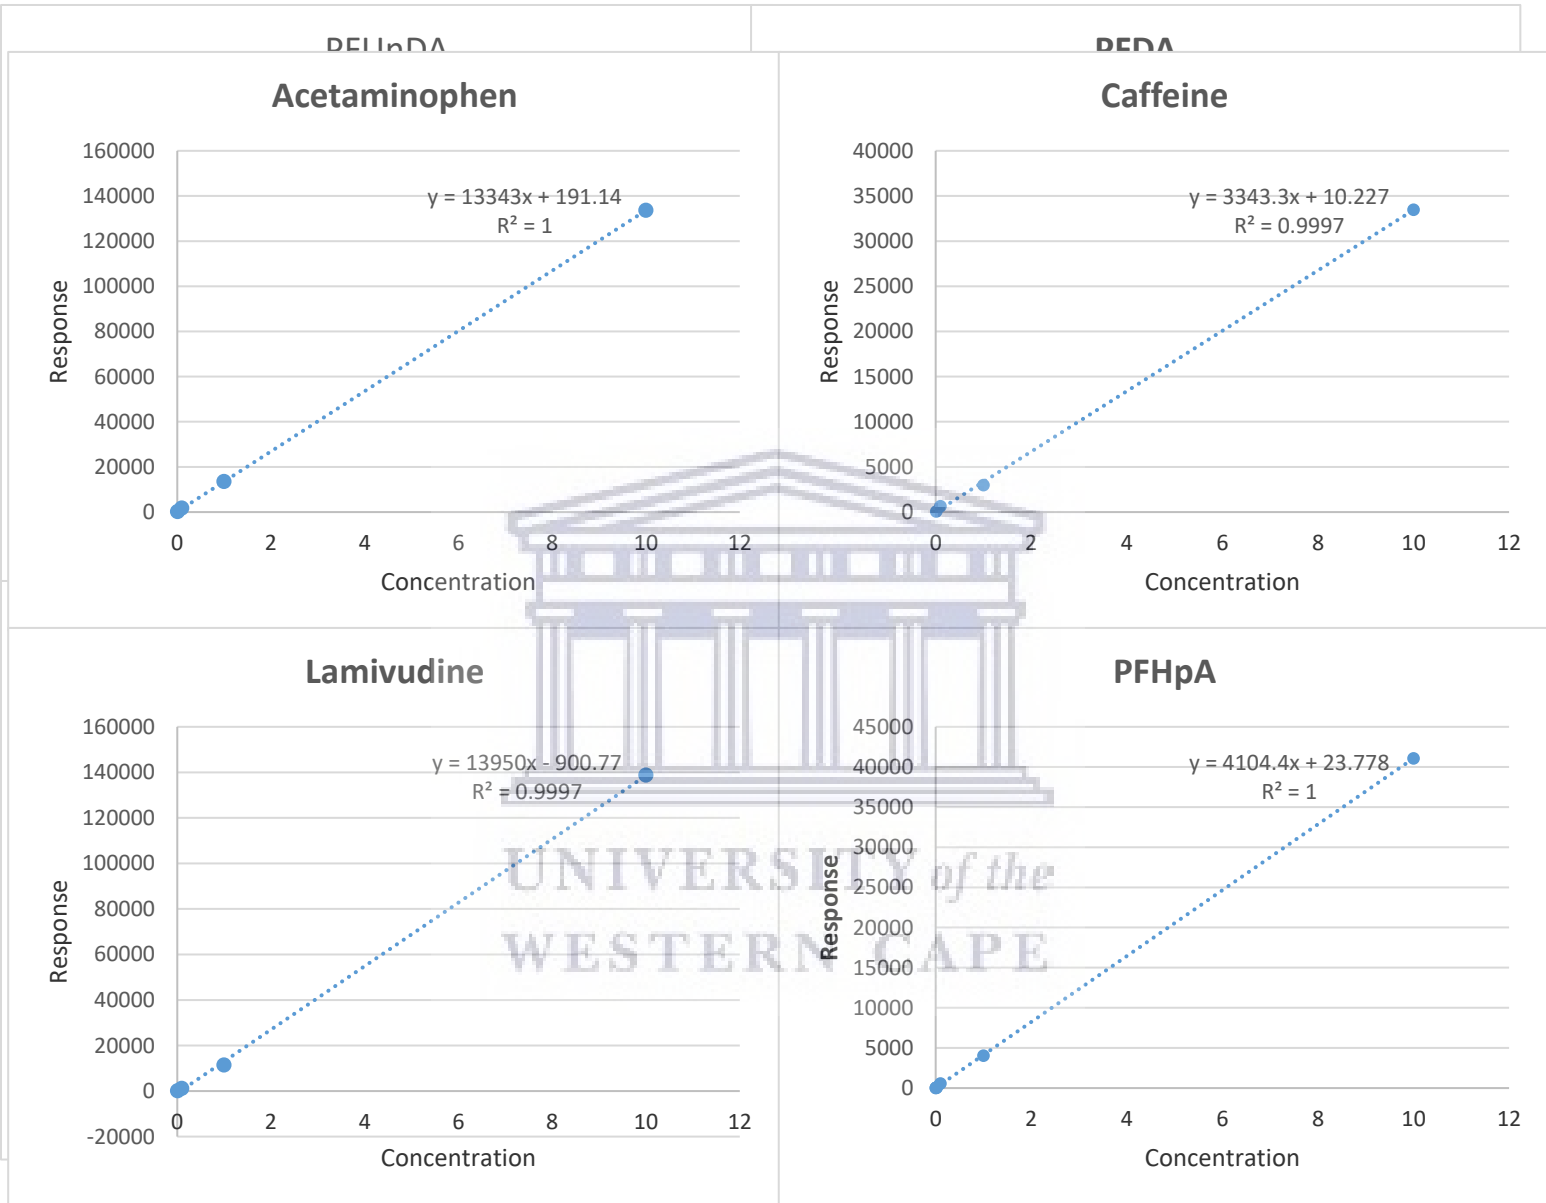 PFUnDA
PFDA
Acetaminophen
160000
140000
120000
100000
80000
60000
40000
20000
0
Response
y = 13343x + 191.14
R² = 1
0 2 4 6 8 10 12
Concentration
Caffeine
40000
35000
30000
25000
20000
15000
10000
5000
0
Response
y = 3343.3x + 10.227
R² = 0.9997
0 2 4 6 8 10 12
Concentration
Lamivudine
160000
140000
120000
100000
80000
60000
40000
20000
0
-20000
Response
y = 13950x - 900.77
R² = 0.9997
0 2 4 6 8 10 12
Concentration
PFHpA
45000
40000
35000
30000
25000
20000
15000
10000
5000
0
Response
y = 4104.4x + 23.778
R² = 1
0 2 4 6 8 10 12
Concentration
UNIVERSITY of the
WESTERN CAPE